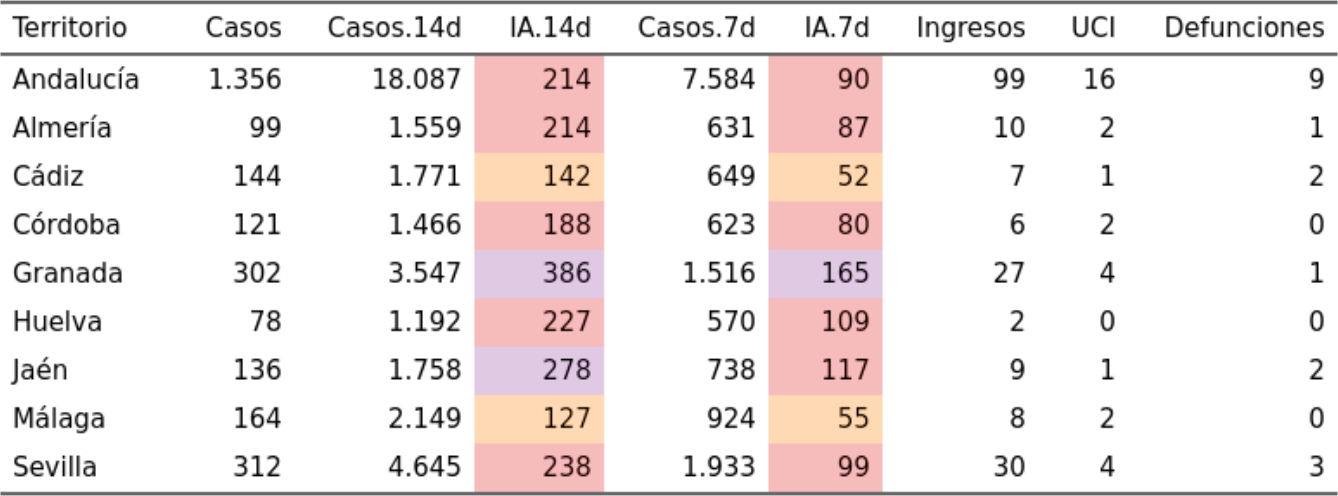 Territorio Casos Casos.14d IA.14d Casos.7d IA.7d Ingresos UCI Defunciones
Andalucía 1.356 18.087 214 7.584 90 99 16 9
Almería 99 1.559 214 631 87 10 2 1
Cádiz 144 1.771 142 649 52 7 1 2
Córdoba 121 1.466 188 623 80 6 2 0
Granada 302 3.547 386 1.516 165 27 4 1
Huelva 78 1.192 227 570 109 2 0 0
Jaén 136 1.758 278 738 117 9 1 2
Málaga 164 2.149 127 924 55 8 2 0
Sevilla 312 4.645 238 1.933 99 30 4 3